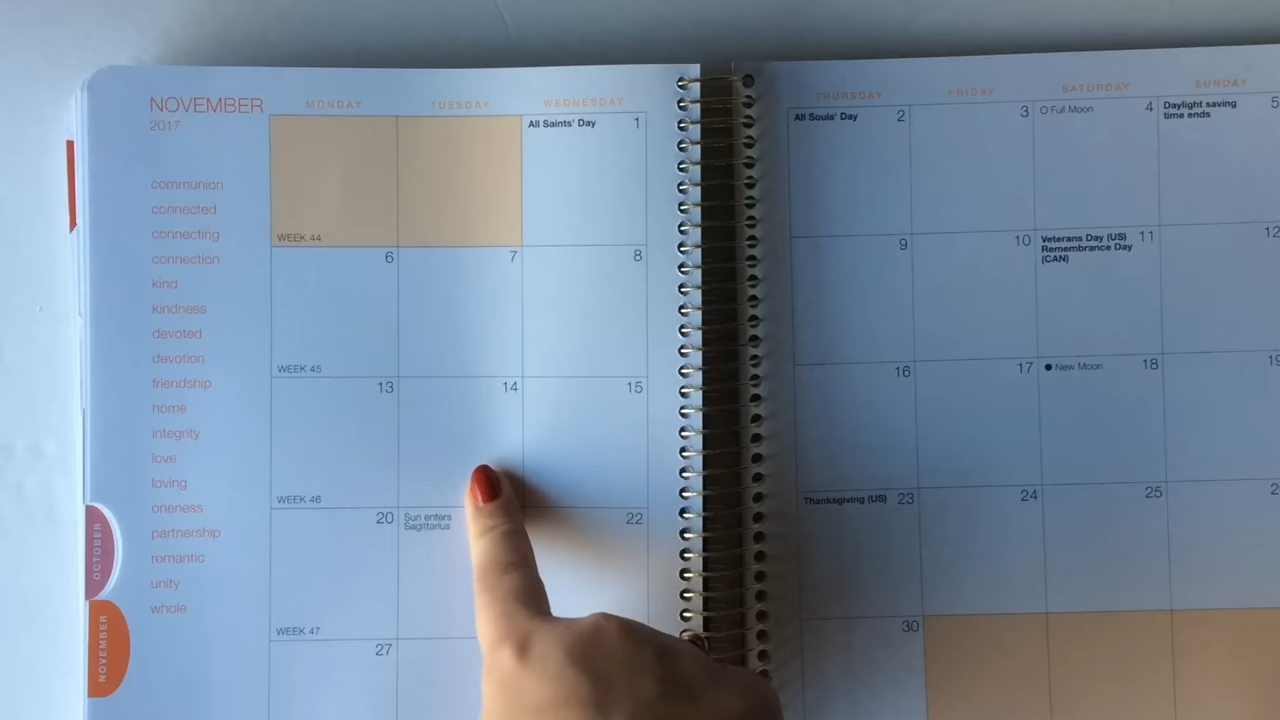 NOVEMBER
2017
communion
connected
connecting
connection
kind
kindness
devoted
devotion
friendship
home
integrity
love
loving
oneness
partnership
romantic
unity
whole
OCTOBER
NOVEMBER
MONDAY TUESDAY WEDNESDAY THURSDAY FRIDAY SATURDAY SUNDAY
All Saints' Day 1 All Souls' Day 2 3 Full Moon 4 Daylight saving 5
time ends
WEEK 44
6 7 8 9 10 Veterans Day (US) 11 12
Remembrance Day
(CAN)
WEEK 45
13 14 15 16 17 New Moon 18 19
WEEK 46
20 Sun enters 22 Thanksgiving (US) 23 24 25
Sagittarius
WEEK 47
27 30